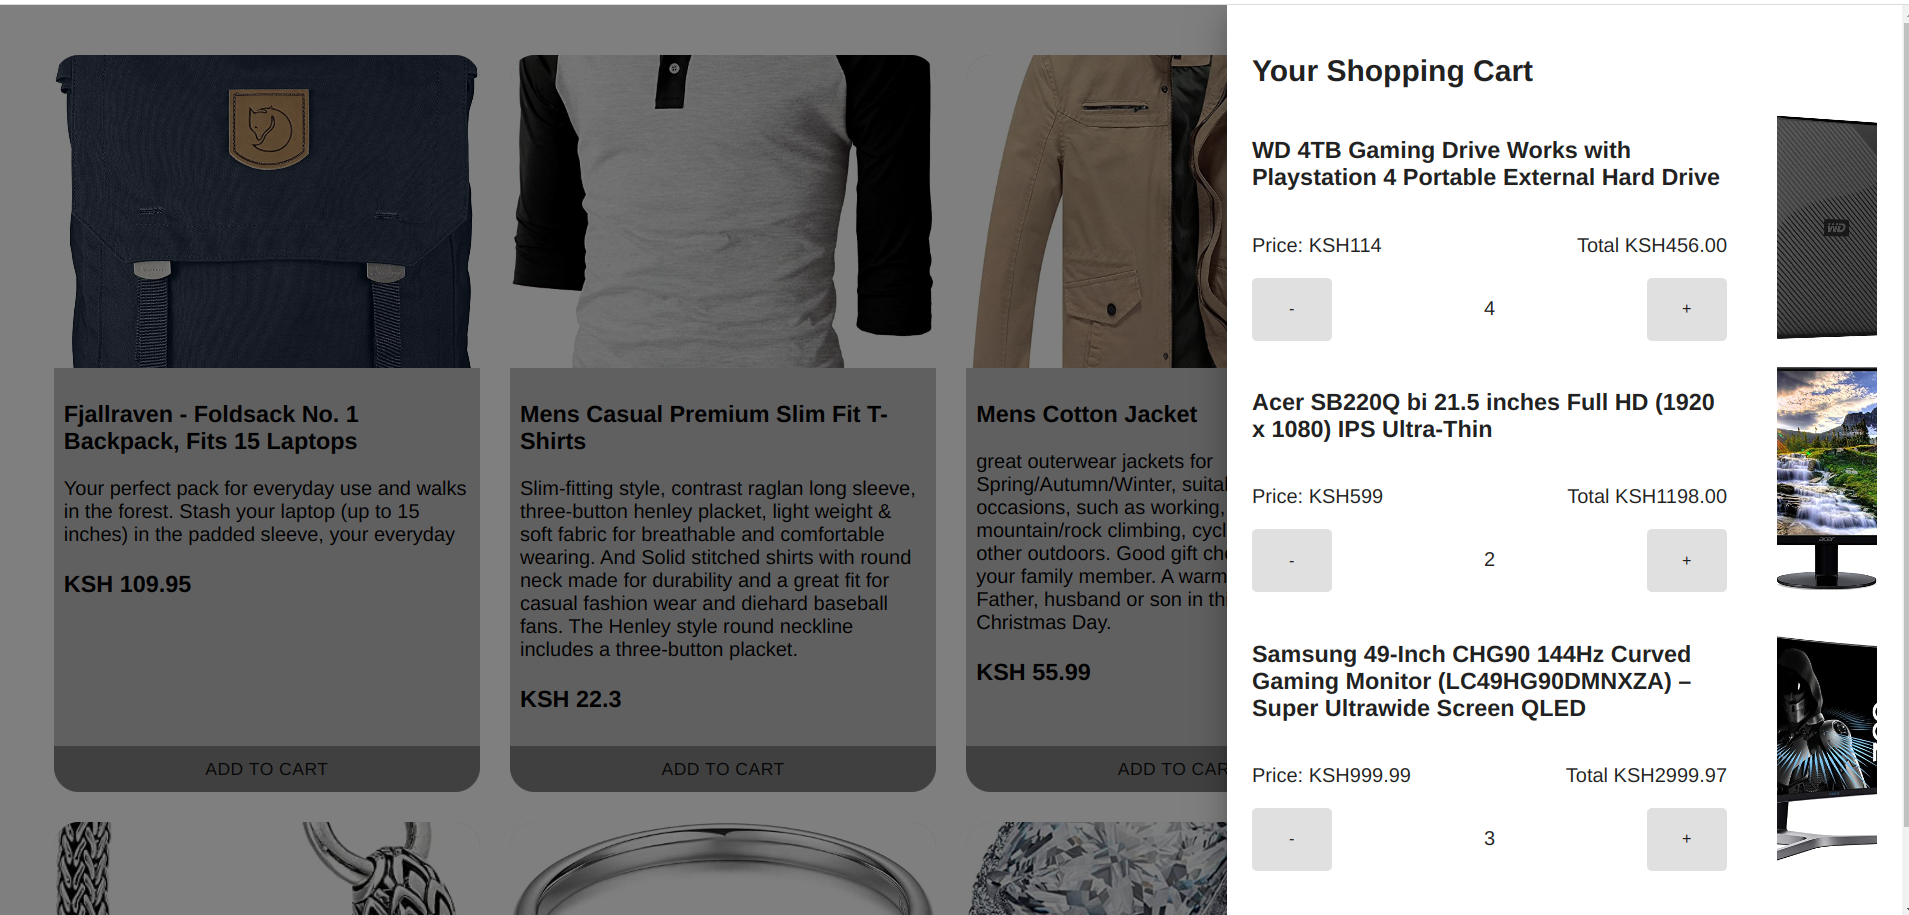 Fjallraven - Foldsack No. 1
Backpack, Fits 15 Laptops
Your perfect pack for everyday use and walks
in the forest. Stash your laptop (up to 15
inches) in the padded sleeve, your everyday
KSH 109.95
ADD TO CART
Mens Casual Premium Slim Fit T-
Shirts
Slim-fitting style, contrast raglan long sleeve,
three-button henley placket, light weight &
soft fabric for breathable and comfortable
wearing. And Solid stitched shirts with round
neck made for durability and a great fit for
casual fashion wear and diehard baseball
fans. The Henley style round neckline
includes a three-button placket.
KSH 22.3
ADD TO CART
Mens Cotton Jacket
great outerwear jackets for
Spring/Autumn/Winter,
occasions, such as working,
mountain/rock climbing,
other outdoors. Good gift
your family member. A warm
Father, husband or son in
Christmas Day.
KSH 55.99
ADD TO
Your Shopping Cart
WD 4TB Gaming Drive Works with
Playstation 4 Portable External Hard Drive
Price: KSH114 Total KSH456.00
- 4 +
WD
Acer SB220Q bi 21.5 inches Full HD (1920
x 1080) IPS Ultra-Thin
Price: KSH599 Total KSH1198.00
- 2 +
acer
Samsung 49-Inch CHG90 144Hz Curved
Gaming Monitor (LC49HG90DMNXZA) –
Super Ultrawide Screen QLED
Price: KSH999.99 Total KSH2999.97
- 3 +